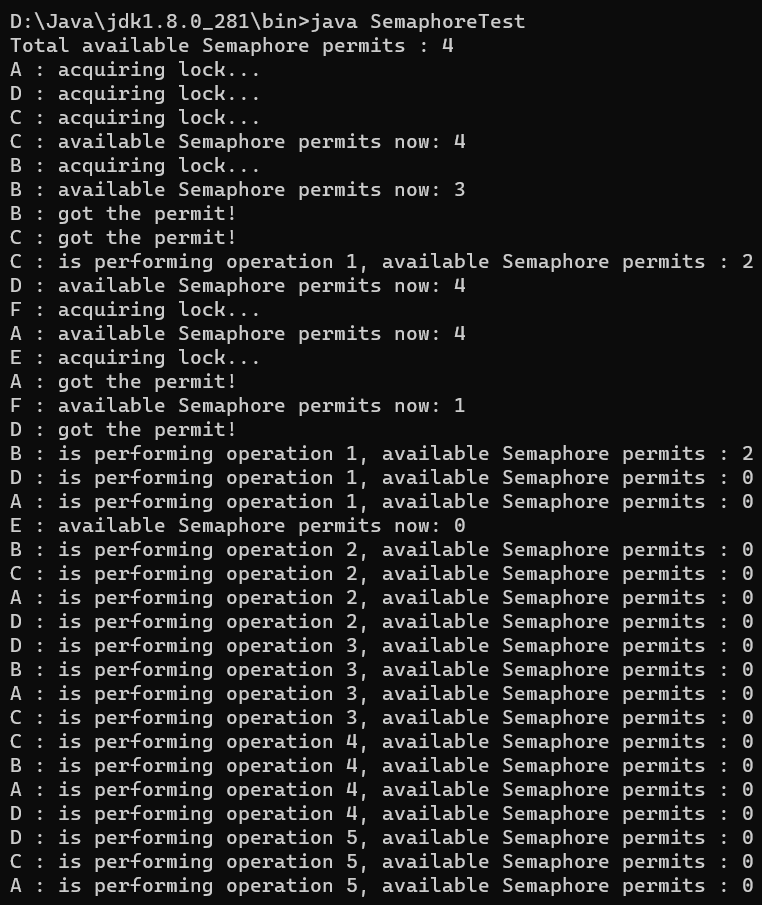 D:\Java\jdk1.8.0_281\bin>java SemaphoreTest
Total available Semaphore permits : 4
A : acquiring lock...
D : acquiring lock...
C : acquiring lock...
C : available Semaphore permits now: 4
B : acquiring lock...
B : available Semaphore permits now: 3
B : got the permit!
C : got the permit!
C : is performing operation 1, available Semaphore permits : 2
D : available Semaphore permits now: 4
F : acquiring lock...
A : available Semaphore permits now: 4
E : acquiring lock...
A : got the permit!
F : available Semaphore permits now: 1
D : got the permit!
B : is performing operation 1, available Semaphore permits : 2
D : is performing operation 1, available Semaphore permits : 0
A : is performing operation 1, available Semaphore permits : 0
E : available Semaphore permits now: 0
B : is performing operation 2, available Semaphore permits : 0
C : is performing operation 2, available Semaphore permits : 0
A : is performing operation 2, available Semaphore permits : 0
D : is performing operation 2, available Semaphore permits : 0
D : is performing operation 3, available Semaphore permits : 0
B : is performing operation 3, available Semaphore permits : 0
A : is performing operation 3, available Semaphore permits : 0
C : is performing operation 3, available Semaphore permits : 0
C : is performing operation 4, available Semaphore permits : 0
B : is performing operation 4, available Semaphore permits : 0
A : is performing operation 4, available Semaphore permits : 0
D : is performing operation 4, available Semaphore permits : 0
D : is performing operation 5, available Semaphore permits : 0
C : is performing operation 5, available Semaphore permits : 0
A : is performing operation 5, available Semaphore permits : 0